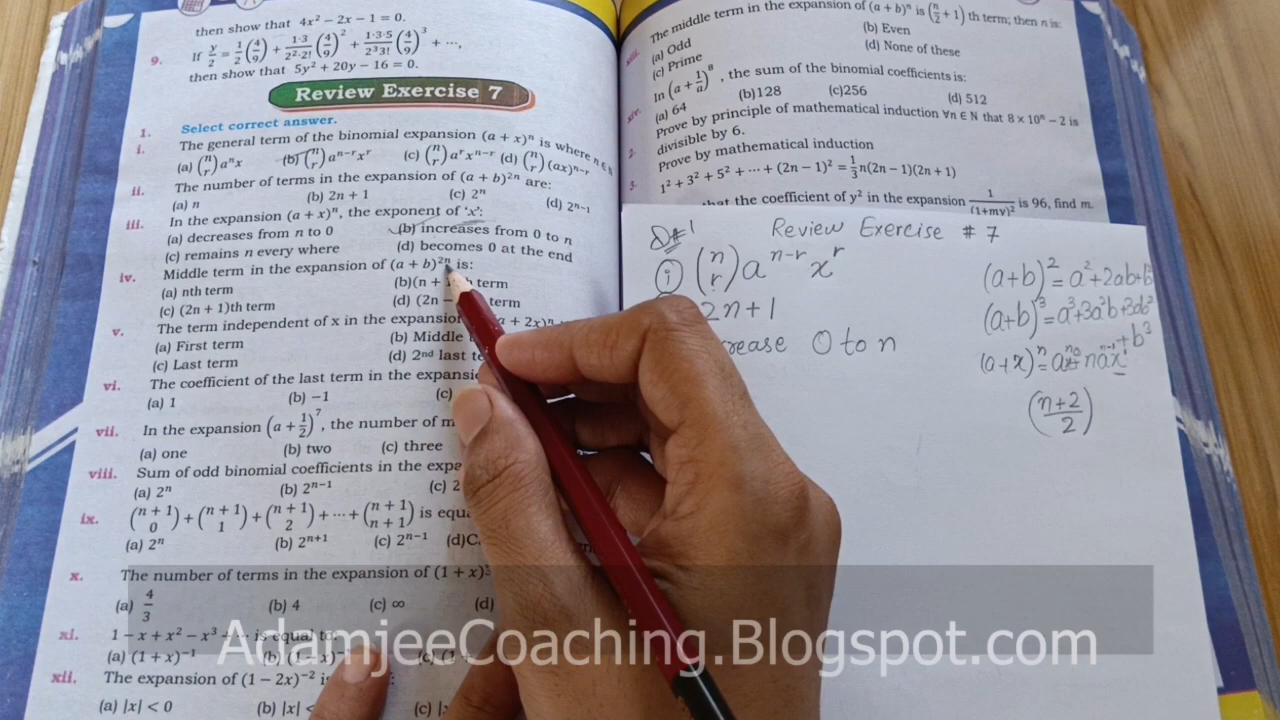 then show that 4x² − 2x − 1 = 0.
9. If y/2 = 1/2 (4/9) + 1·3/2²·2! (4/9)² + 1·3·5/2³3! (4/9)³ + ⋯,
then show that 5y² + 20y − 16 = 0.
Review Exercise 7
1. Select correct answer.
i. The general term of the binomial expansion (a + x)ⁿ is where n ∈ N
(a) (n r) aⁿx (b) (n r) aⁿ⁻ʳxʳ (c) (n r) aʳxⁿ⁻ʳ (d) (n r) (ax)ⁿ⁻ʳ
ii. The number of terms in the expansion of (a + b)²ⁿ are:
(a) n (b) 2n + 1 (c) 2ⁿ (d) 2ⁿ⁻¹
iii. In the expansion (a + x)ⁿ, the exponent of 'x':
(a) decreases from n to 0 (b) increases from 0 to n
(c) remains n every where (d) becomes 0 at the end
iv. Middle term in the expansion of (a + b)²ⁿ is:
(a) nth term (b)(n + term
(c) (2n + 1)th term (d) (2n term
v. The term independent of x in the expansion a + 2x)ⁿ
(a) First term (b) Middle
(c) Last term (d) 2nd last
vi. The coefficient of the last term in the
(a) 1 (b) −1 (c)
vii. In the expansion (a + 1/2)⁷, the number of
(a) one (b) two (c) three
viii. Sum of odd binomial coefficients in the
(a) 2ⁿ (b) 2ⁿ⁻¹ (c) 2
ix. (n + 1 0) + (n + 1 1) + (n + 1 2) + ⋯ + (n + 1 n + 1) is
(a) 2ⁿ (b) 2ⁿ⁺¹ (c) 2ⁿ⁻¹ (d)
x. The number of terms in the expansion of (1 + x)
(a) 4/3 (b) 4 (c) ∞ (d)
xi. 1 − x + x² − x³ + ⋯ is equal to:
(a) (1 + x)⁻¹ (b) (1 − x)⁻ (c) (1 +
xii. The expansion of (1 − 2x)⁻²
(a) |x| < 0 (b) |x| < (c) |
xiii. The middle term in the expansion of (a + b)ⁿ is (n/2 + 1) th term; then n is:
(a) Odd (b) Even
(c) Prime (d) None of these
xiv. In (a + 1/a)⁸, the sum of the binomial coefficients is:
(a) 64 (b)128 (c)256 (d) 512
2. Prove by principle of mathematical induction ∀n ∈ N that 8 × 10ⁿ − 2 is
divisible by 6.
3. Prove by mathematical induction
1² + 3² + 5² + ⋯ + (2n − 1)² = 1/3 n(2n − 1)(2n + 1)
that the coefficient of y² in the expansion 1/(1+my)² is 96, find m.
Review Exercise # 7
Q#1
(i) (n r) a n-r x r
2n+1
rease 0 to n
(a+b)² = a²+2ab+b²
(a+b)³ = a³+3a²b+3ab²
+b³
(n+2/2)
AdamjeeCoaching.Blogspot.com